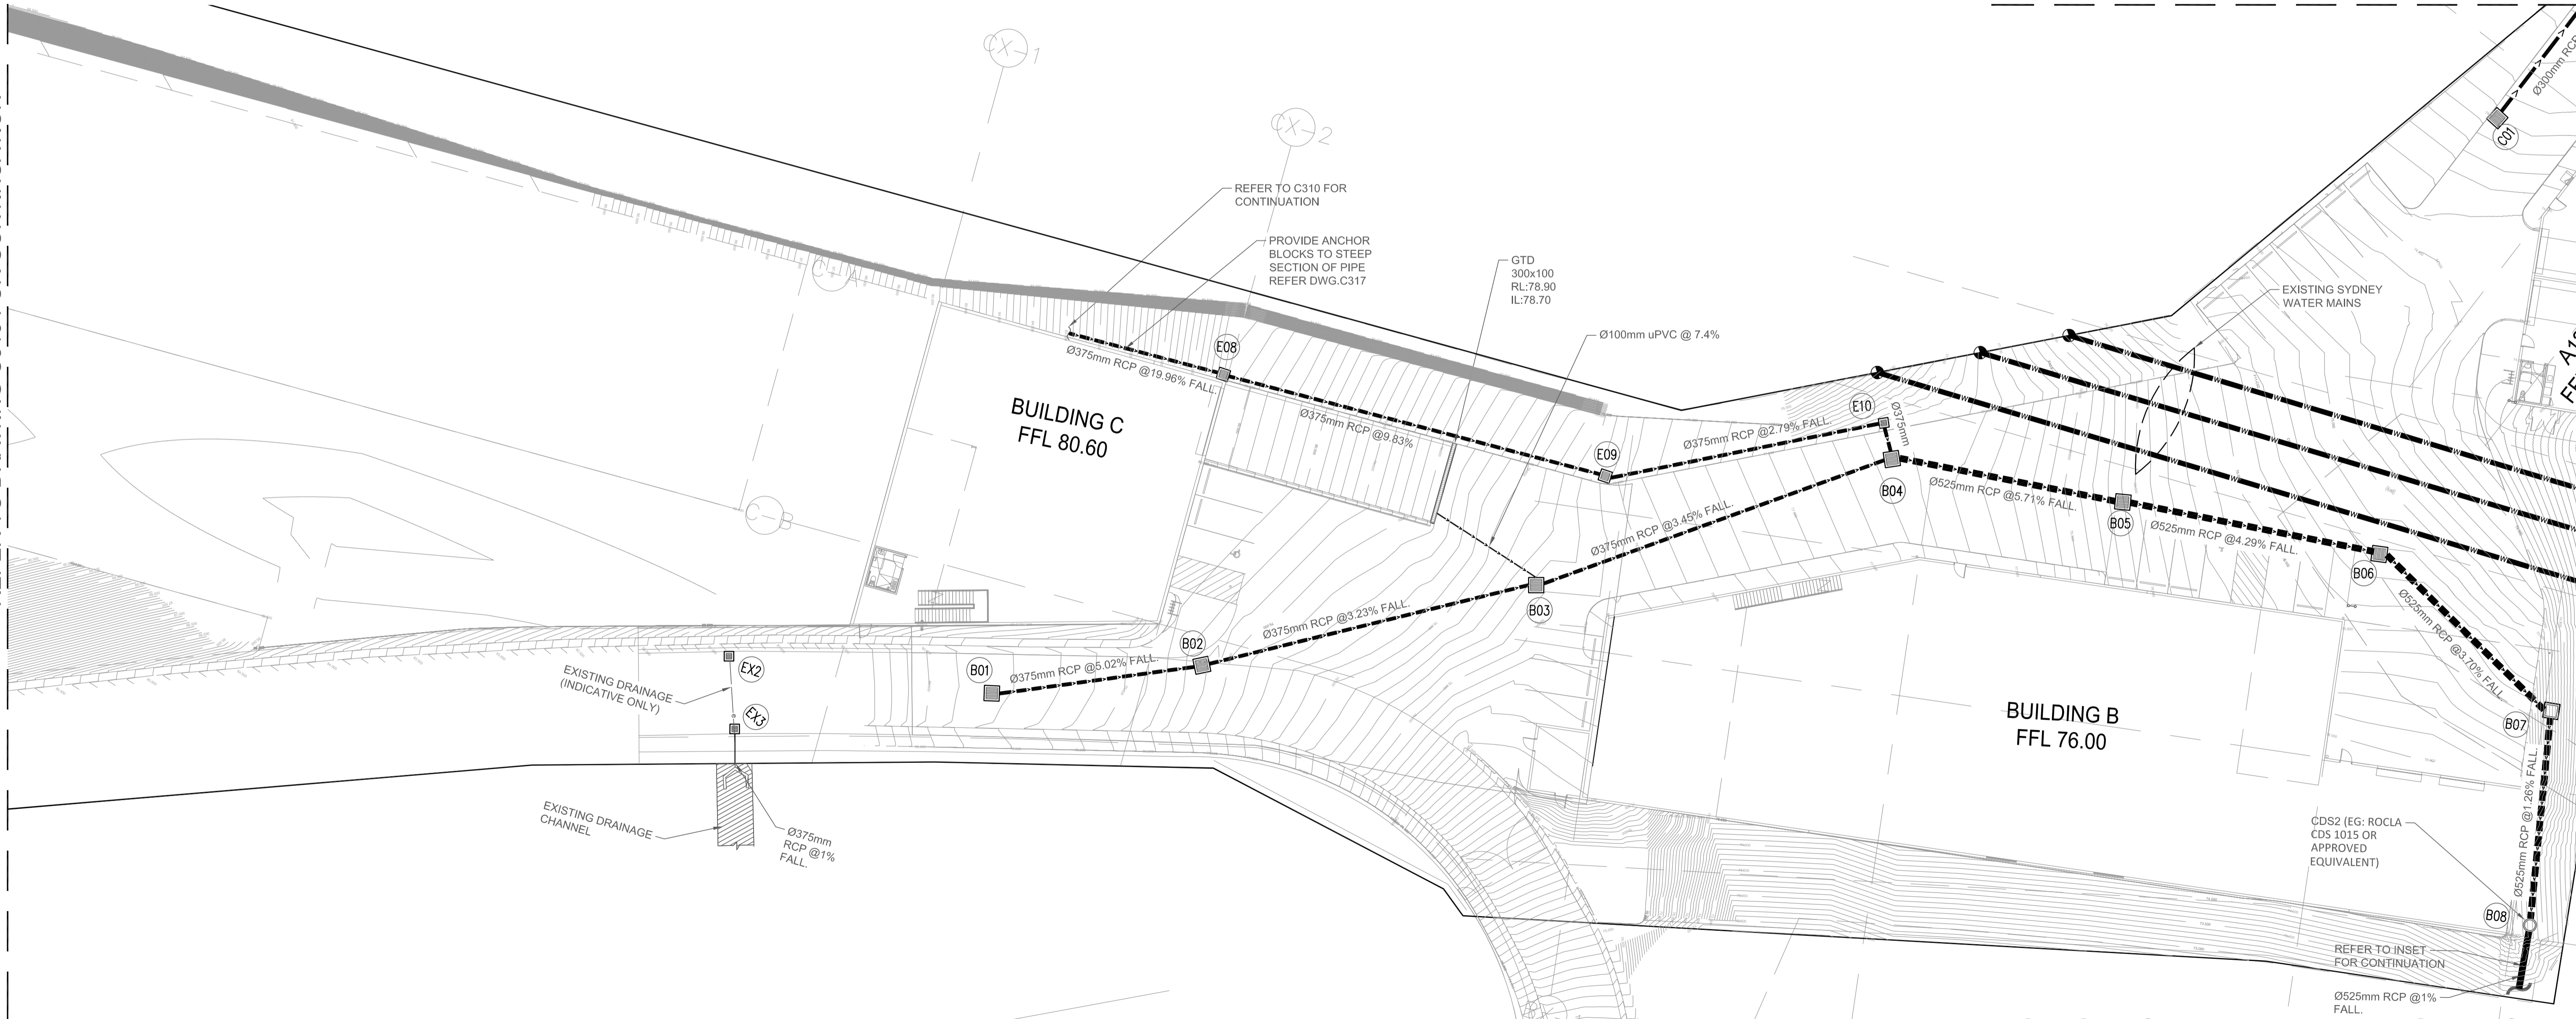 CX-1
CX-2
C-A
C-B
REFER TO C310 FOR
CONTINUATION
PROVIDE ANCHOR
BLOCKS TO STEEP
SECTION OF PIPE
REFER DWG.C317
GTD
300x100
RL:78.90
IL:78.70
Ø100mm uPVC @ 7.4%
EXISTING SYDNEY
WATER MAINS
C01
Ø300mm RCP
E08
Ø375mm RCP @19.96% FALL.
Ø375mm RCP @9.83%
BUILDING C
FFL 80.60
E09
Ø375mm RCP @2.79% FALL.
E10
Ø375mm
B04
Ø525mm RCP @5.71% FALL.
B05
Ø525mm RCP @4.29% FALL.
B06
Ø525mm RCP
@3.70% FALL
B07
Ø375mm RCP @3.45% FALL.
B03
Ø375mm RCP @3.23% FALL.
B02
Ø375mm RCP @5.02% FALL.
B01
EX2
EX3
EXISTING DRAINAGE
(INDICATIVE ONLY)
EXISTING DRAINAGE
CHANNEL
Ø375mm
RCP @1%
FALL.
BUILDING B
FFL 76.00
Ø525mm RCP @1.26% FALL.
CDS2 (EG: ROCLA
CDS 1015 OR
APPROVED
EQUIVALENT)
B08
REFER TO INSET
FOR CONTINUATION
Ø525mm RCP @1%
FALL.